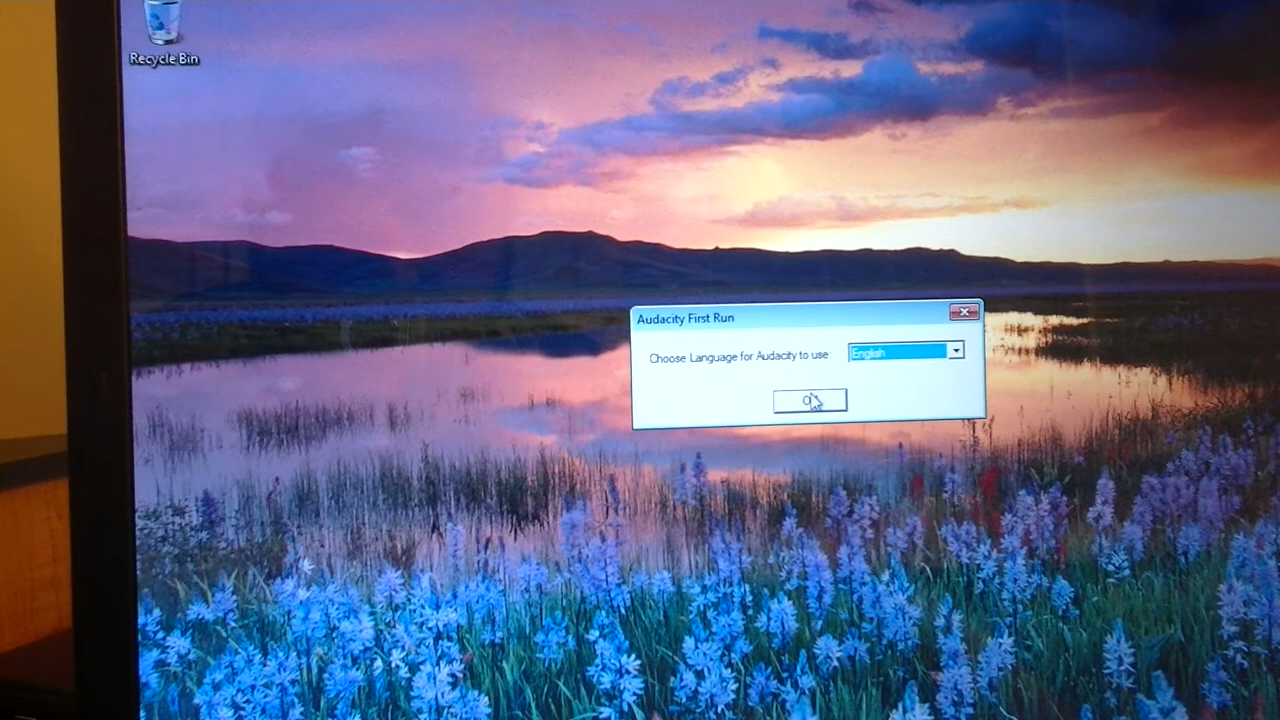 Recycle Bin
Audacity First Run
Choose Language for Audacity to use:
English